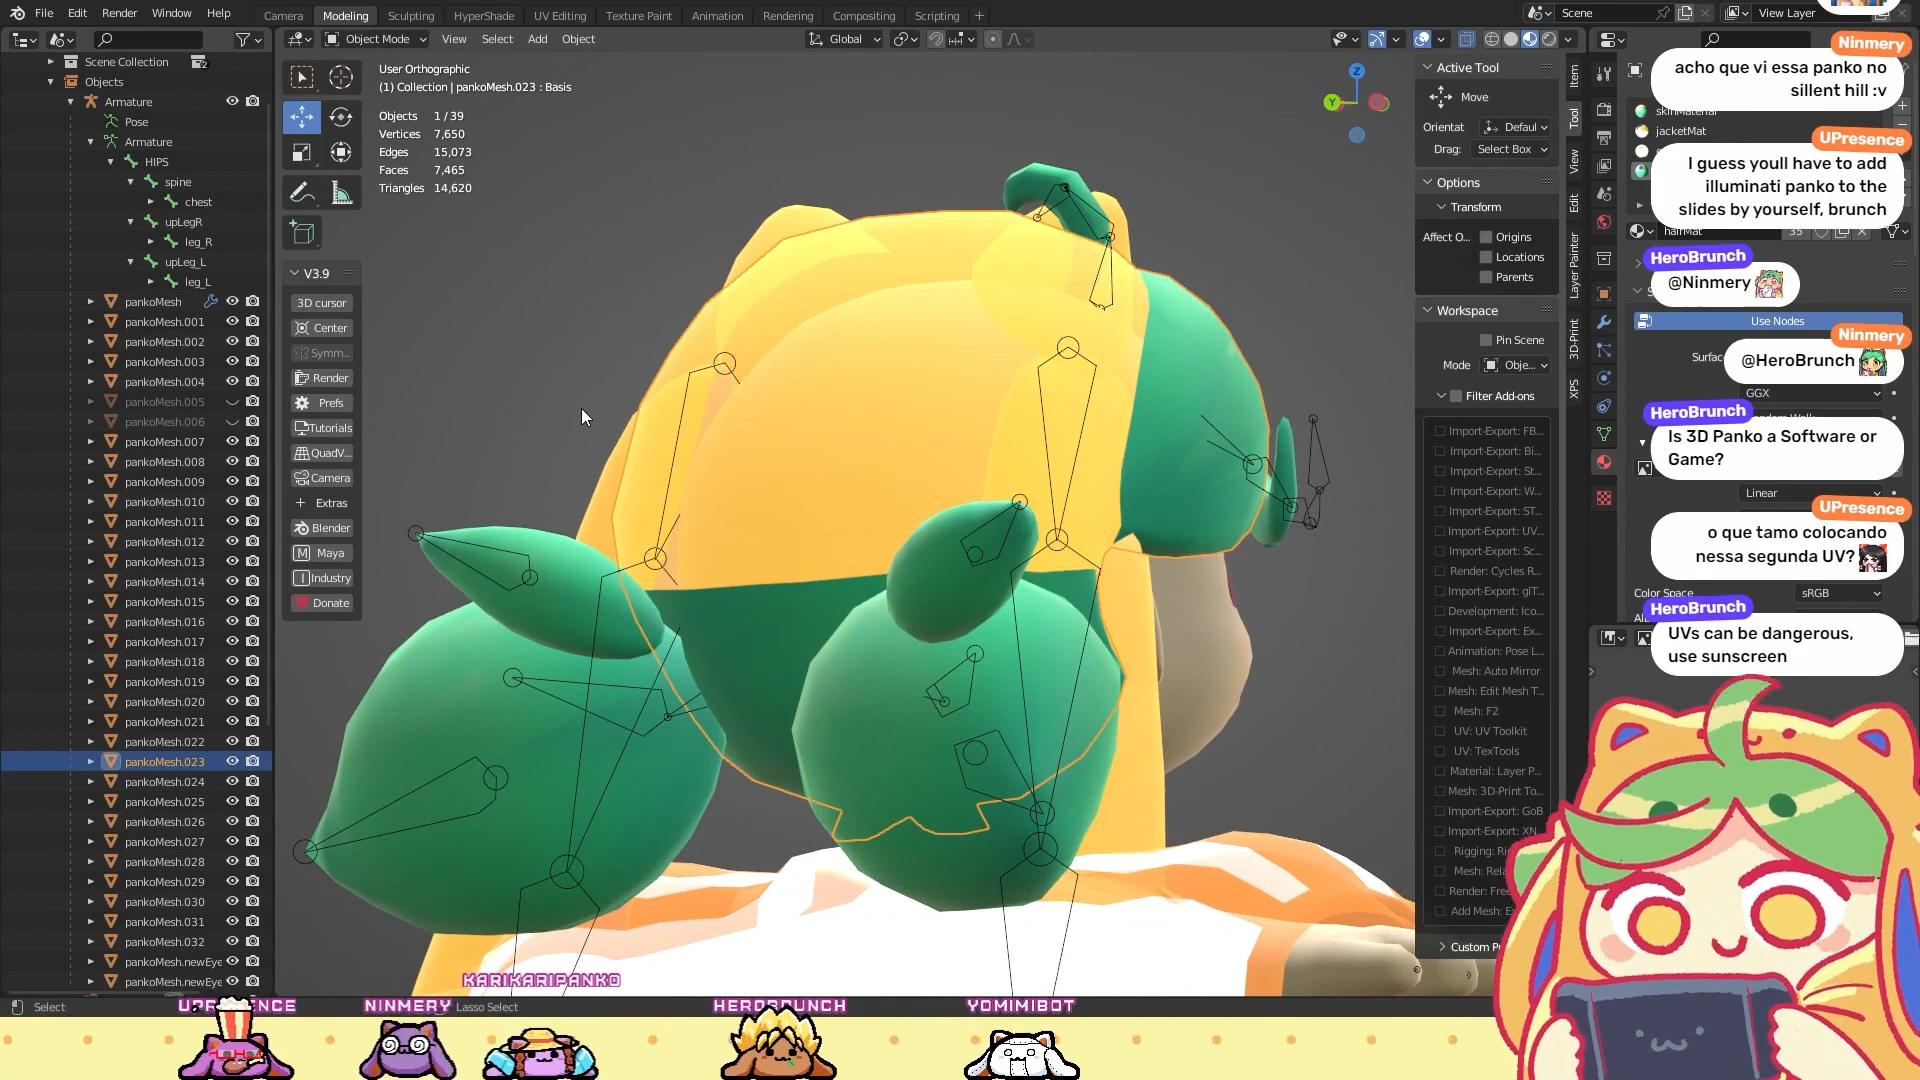 File Edit Render Window Help
Camera Modeling Sculpting HyperShade UV Editing Texture Paint Animation Rendering Compositing Scripting +
Scene
View Layer
Object Mode View Select Add Object
Global
Scene Collection
Objects
Armature
Pose
Armature
HIPS
spine
chest
upLegR
leg_R
upLeg_L
leg_L
pankoMesh
pankoMesh.001
pankoMesh.002
pankoMesh.003
pankoMesh.004
pankoMesh.005
pankoMesh.006
pankoMesh.007
pankoMesh.008
pankoMesh.009
pankoMesh.010
pankoMesh.011
pankoMesh.012
pankoMesh.013
pankoMesh.014
pankoMesh.015
pankoMesh.016
pankoMesh.017
pankoMesh.018
pankoMesh.019
pankoMesh.020
pankoMesh.021
pankoMesh.022
pankoMesh.023
pankoMesh.024
pankoMesh.025
pankoMesh.026
pankoMesh.027
pankoMesh.028
pankoMesh.029
pankoMesh.030
pankoMesh.031
pankoMesh.032
pankoMesh.newEye
pankoMesh.newEye
User Orthographic
(1) Collection | pankoMesh.023 : Basis
Objects 1 / 39
Vertices 7,650
Edges 15,073
Faces 7,465
Triangles 14,620
V3.9
3D cursor
Center
Symm...
Render
Prefs
Tutorials
QuadV...
Camera
+ Extras
Blender
M Maya
Industry
Donate
Z
Y
Active Tool
Move
Orientat Defaul
Drag: Select Box
Options
Transform
Affect O... Origins
Locations
Parents
Workspace
Pin Scene
Mode Obje...
Filter Add-ons
Import-Export: FB...
Import-Export: Bi...
Import-Export: St...
Import-Export: W...
Import-Export: ST...
Import-Export: UV...
Import-Export: Sc...
Render: Cycles R...
Import-Export: glT...
Development: Ico...
Import-Export: Ex...
Animation: Pose L...
Mesh: Auto Mirror
Mesh: Edit Mesh T...
Mesh: F2
UV: UV Toolkit
UV: TexTools
Material: Layer P...
Mesh: 3D-Print To...
Import-Export: GoB
Import-Export: XN
Rigging: Ri
Mesh: Rela
Render: Free
Add Mesh: E
Custom P
Item
Tool
View
Edit
Layer Painter
3D-Print
XPS
skinMaterial
jacketMat
hairMat 35
Use Nodes
Surfac
GGX
Linear
Color Space sRGB
Ninmery
acho que vi essa panko no
sillent hill :v
UPresence
I guess youll have to add
illuminati panko to the
slides by yourself, brunch
HeroBrunch
@Ninmery
Ninmery
@HeroBrunch
HeroBrunch
Is 3D Panko a Software or
Game?
UPresence
o que tamo colocando
nessa segunda UV?
HeroBrunch
UVs can be dangerous,
use sunscreen
Select
Lasso Select
KARIKARIPANKO
NINMERY
HEROBRUNCH
YOMIMIBOT